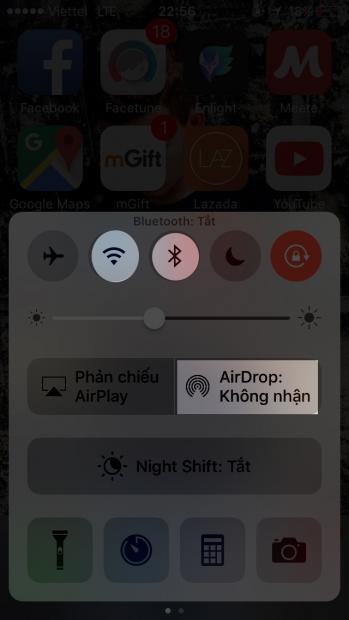 Viettel LTE 22:56 18%
18
Facebook Facetune Enlight Meete
G 1
mGift LAZ
Google Maps mGift Lazada YouTube
Bluetooth: Tắt
Phản chiếu
AirPlay
AirDrop:
Không nhận
Night Shift: Tắt